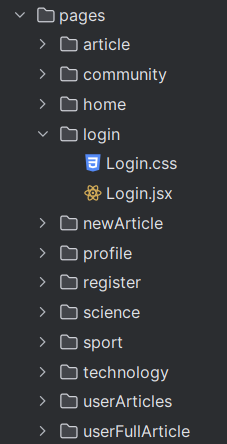 pages
article
community
home
login
Login.css
Login.jsx
newArticle
profile
register
science
sport
technology
userArticles
userFullArticle